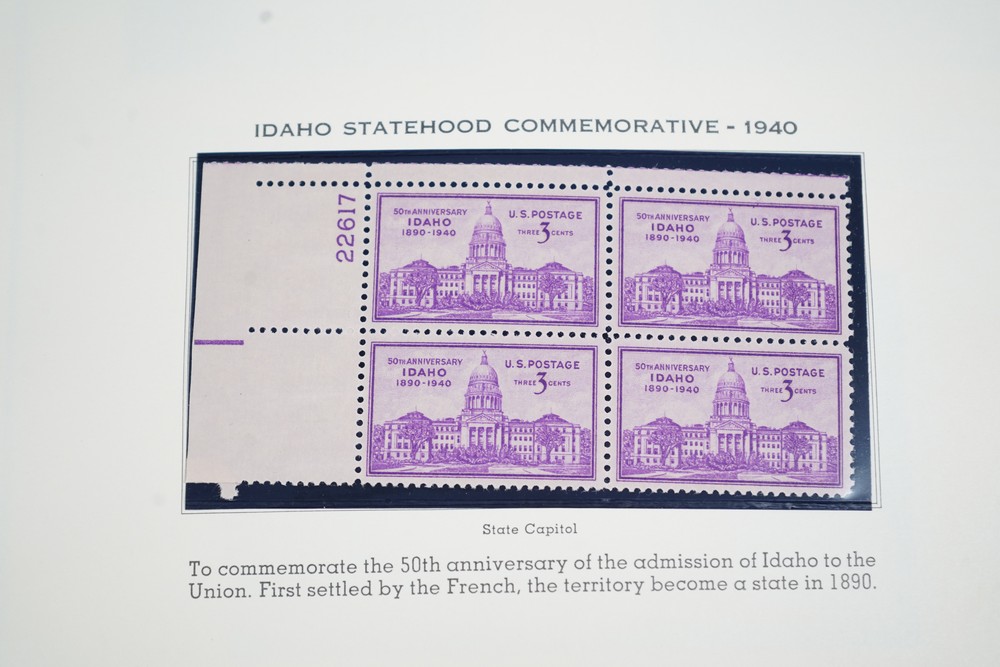 IDAHO STATEHOOD COMMEMORATIVE - 1940
22617
50TH ANNIVERSARY
IDAHO
1890-1940
U.S. POSTAGE
THREE 3 CENTS
50TH ANNIVERSARY
IDAHO
1890-1940
U.S. POSTAGE
THREE 3 CENTS
50TH ANNIVERSARY
IDAHO
1890-1940
U.S. POSTAGE
THREE 3 CENTS
50TH ANNIVERSARY
IDAHO
1890-1940
U.S. POSTAGE
THREE 3 CENTS
State Capitol
To commemorate the 50th anniversary of the admission of Idaho to the
Union. First settled by the French, the territory become a state in 1890.